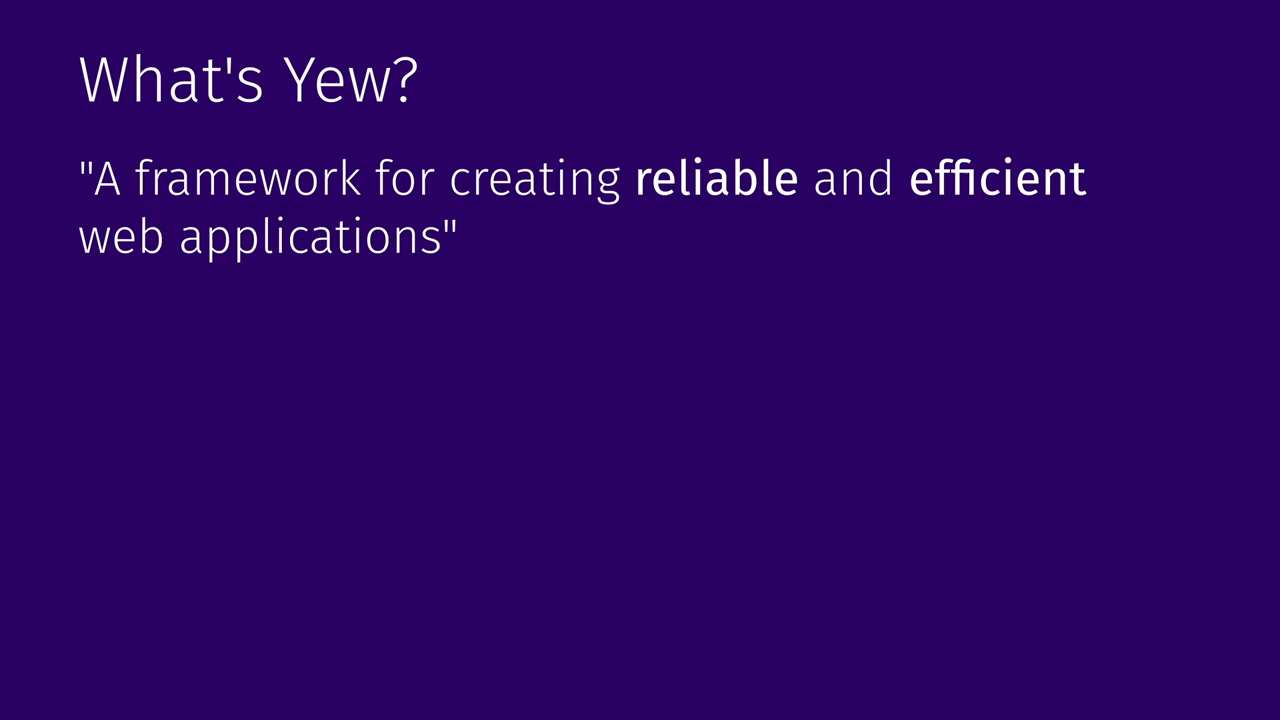 What's Yew?
"A framework for creating reliable and efficient
web applications"